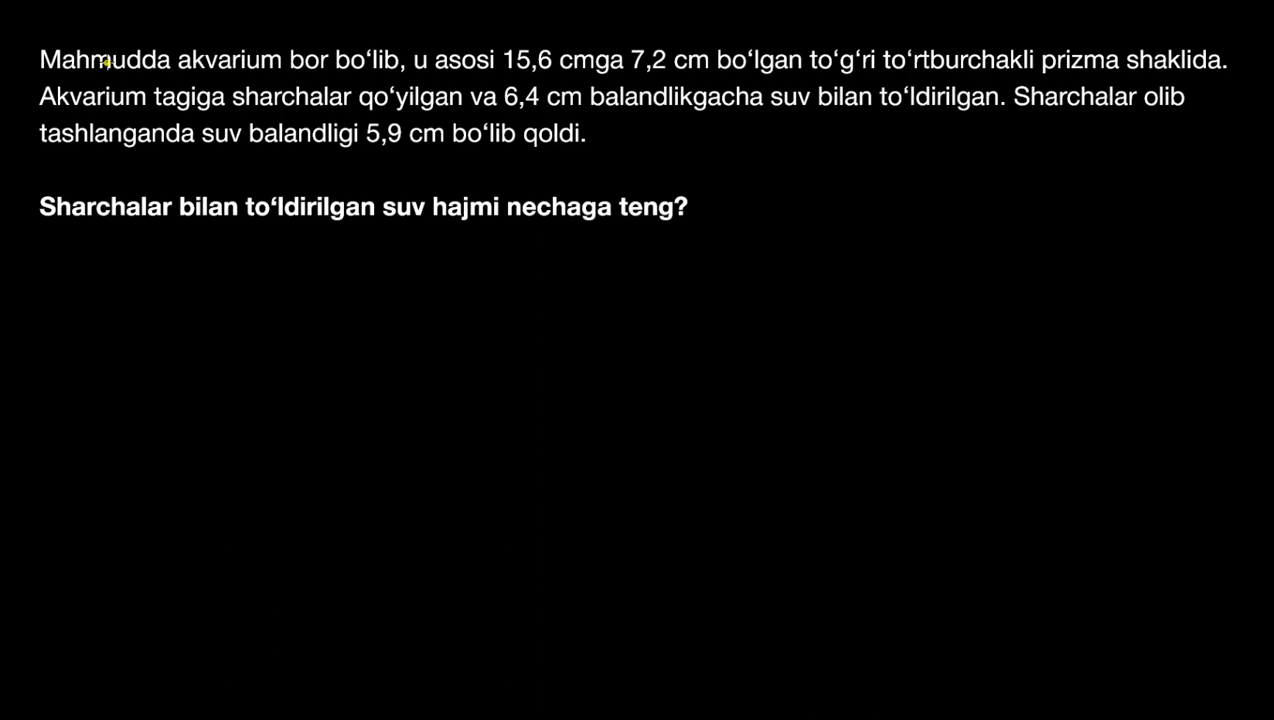 Mahmudda akvarium bor bo‘lib, u asosi 15,6 cmga 7,2 cm bo‘lgan to‘g‘ri to‘rtburchakli prizma shaklida.
Akvarium tagiga sharchalar qo‘yilgan va 6,4 cm balandlikgacha suv bilan to‘ldirilgan. Sharchalar olib
tashlanganda suv balandligi 5,9 cm bo‘lib qoldi.
Sharchalar bilan to‘ldirilgan suv hajmi nechaga teng?